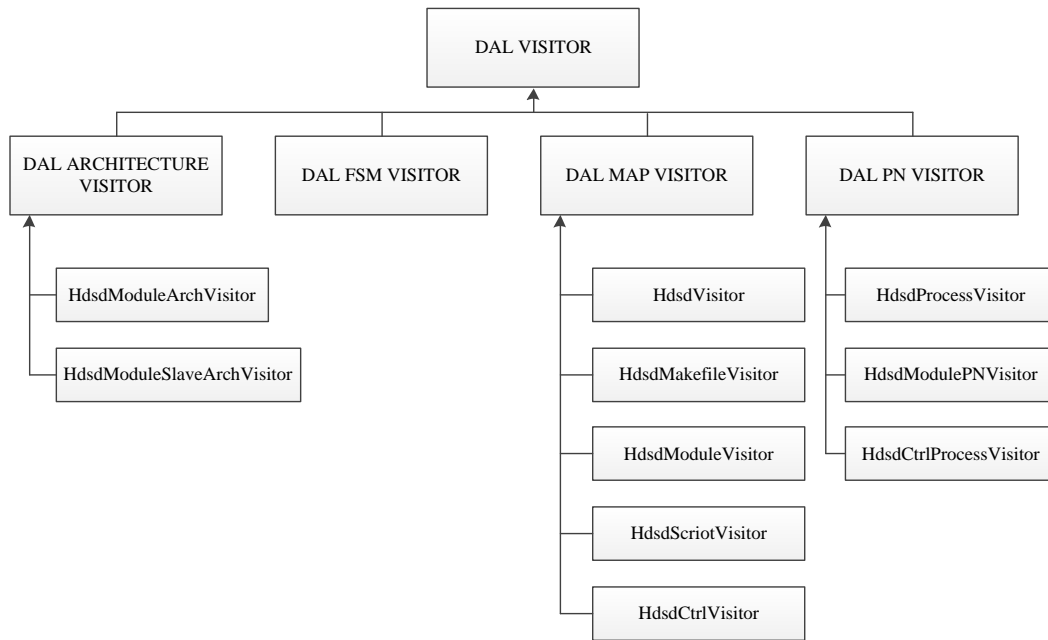 DAL VISITOR
DAL ARCHITECTURE
VISITOR
DAL FSM VISITOR
DAL MAP VISITOR
DAL PN VISITOR
HdsdModuleArchVisitor
HdsdModuleSlaveArchVisitor
HdsdVisitor
HdsdMakefileVisitor
HdsdModuleVisitor
HdsdScriotVisitor
HdsdCtrlVisitor
HdsdProcessVisitor
HdsdModulePNVisitor
HdsdCtrlProcessVisitor